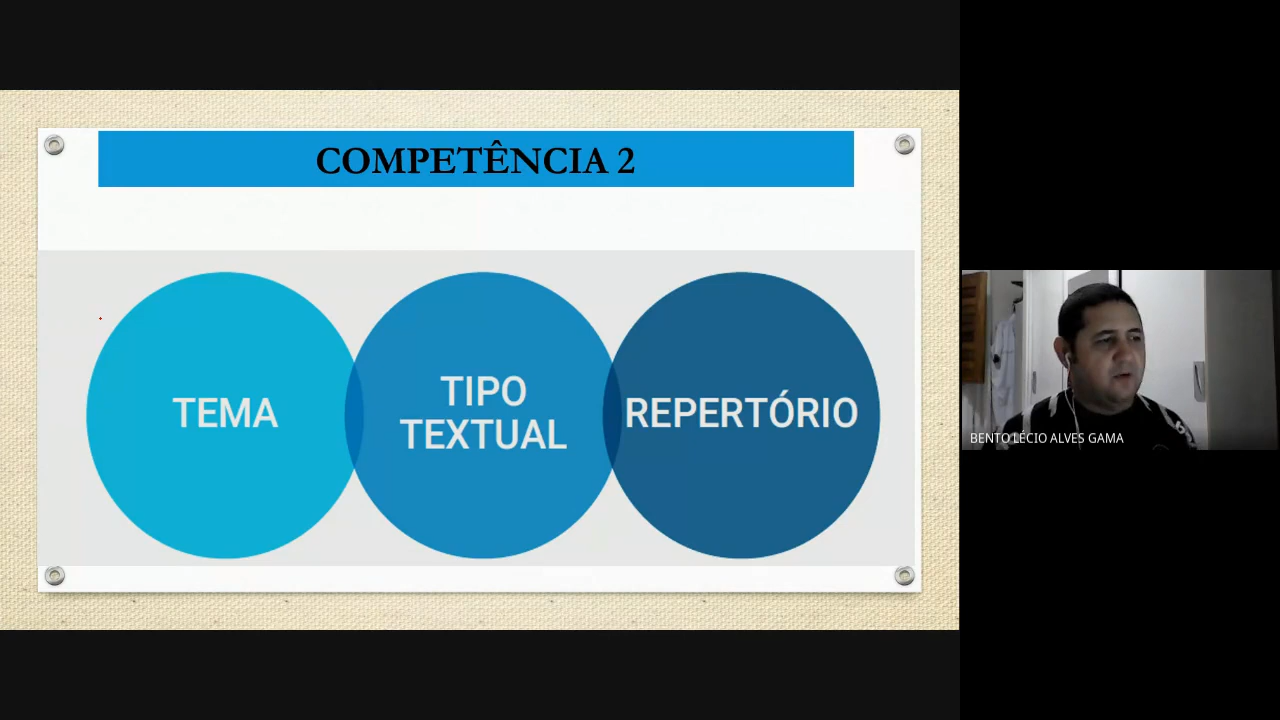 COMPETÊNCIA 2
TEMA
TIPO
TEXTUAL
REPERTÓRIO
BENTO LÉCIO ALVES GAMA